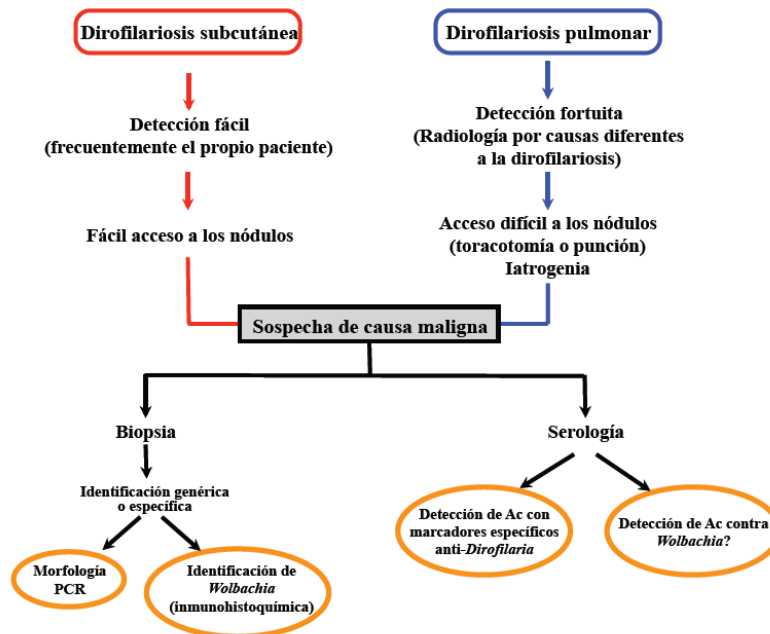 Dirofilariosis subcutánea
Dirofilariosis pulmonar
Detección fácil
(frecuentemente el propio paciente)
Detección fortuita
(Radiología por causas diferentes
a la dirofilariosis)
Fácil acceso a los nódulos
Acceso difícil a los nódulos
(toracotomía o punción)
Iatrogenia
Sospecha de causa maligna
Biopsia
Serología
Identificación genérica
o específica
Morfología
PCR
Identificación de
Wolbachia
(inmunohistoquímica)
Detección de Ac con
marcadores específicos
anti-Dirofilaria
Detección de Ac contra
Wolbachia?